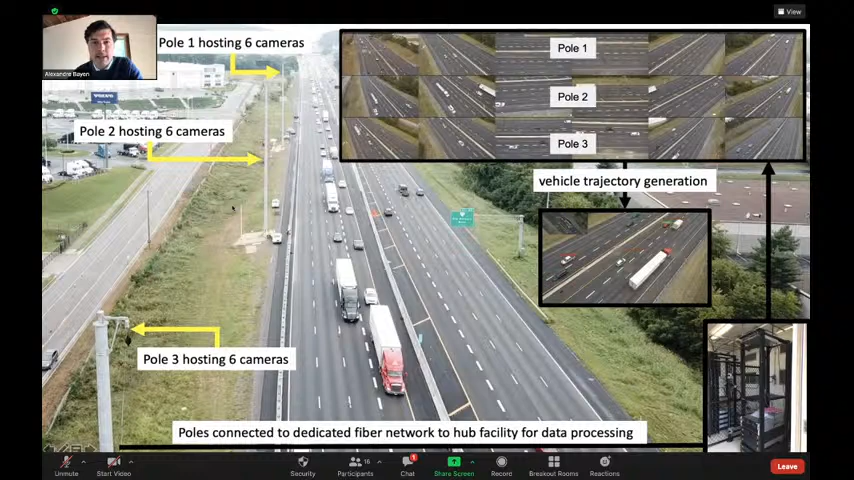 View
Alexandre Bayen
Pole 1 hosting 6 cameras
Pole 1
VOLVO
Pole 2
Pole 2 hosting 6 cameras
Pole 3
vehicle trajectory generation
Pole 3 hosting 6 cameras
Poles connected to dedicated fiber network to hub facility for data processing
Unmute
Start Video
Security
Participants
16
Chat
1
Share Screen
Record
Breakout Rooms
Reactions
Leave